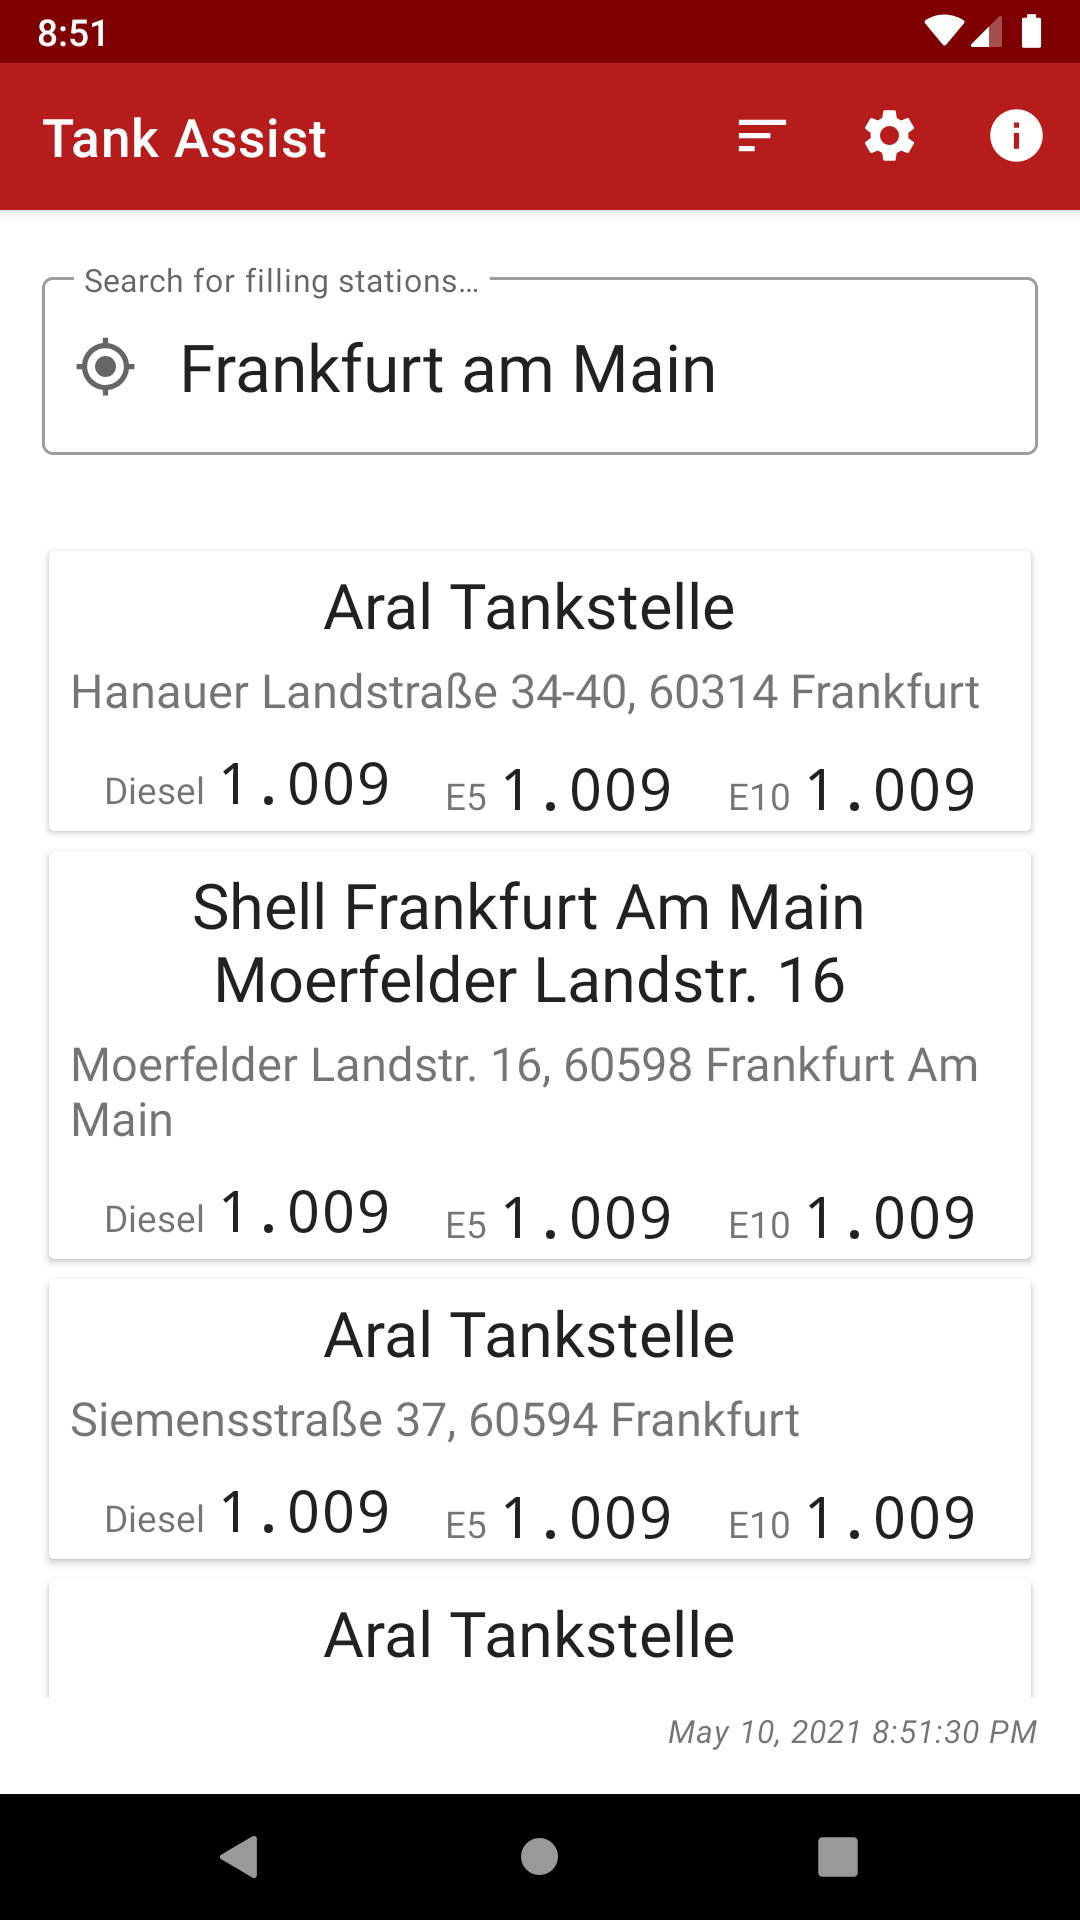 8:51
Tank Assist
Search for filling stations...
Frankfurt am Main
Aral Tankstelle
Hanauer Landstraße 34-40, 60314 Frankfurt
Diesel 1.009 E5 1.009 E10 1.009
Shell Frankfurt Am Main
Moerfelder Landstr. 16
Moerfelder Landstr. 16, 60598 Frankfurt Am
Main
Diesel 1.009 E5 1.009 E10 1.009
Aral Tankstelle
Siemensstraße 37, 60594 Frankfurt
Diesel 1.009 E5 1.009 E10 1.009
Aral Tankstelle
May 10, 2021 8:51:30 PM